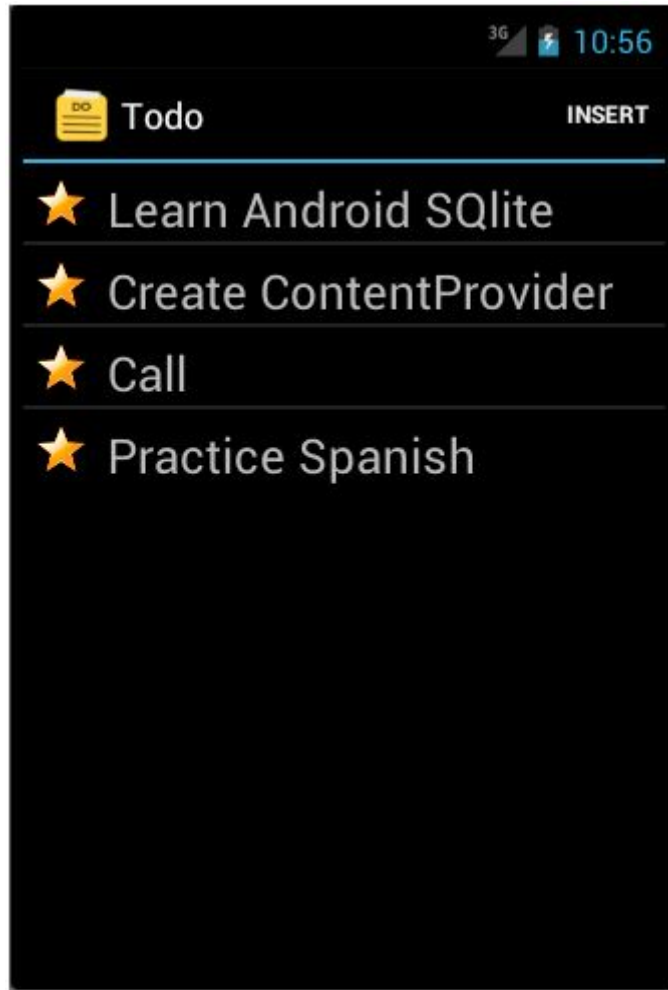 3G 10:56
DO Todo INSERT
Learn Android SQlite
Create ContentProvider
Call
Practice Spanish